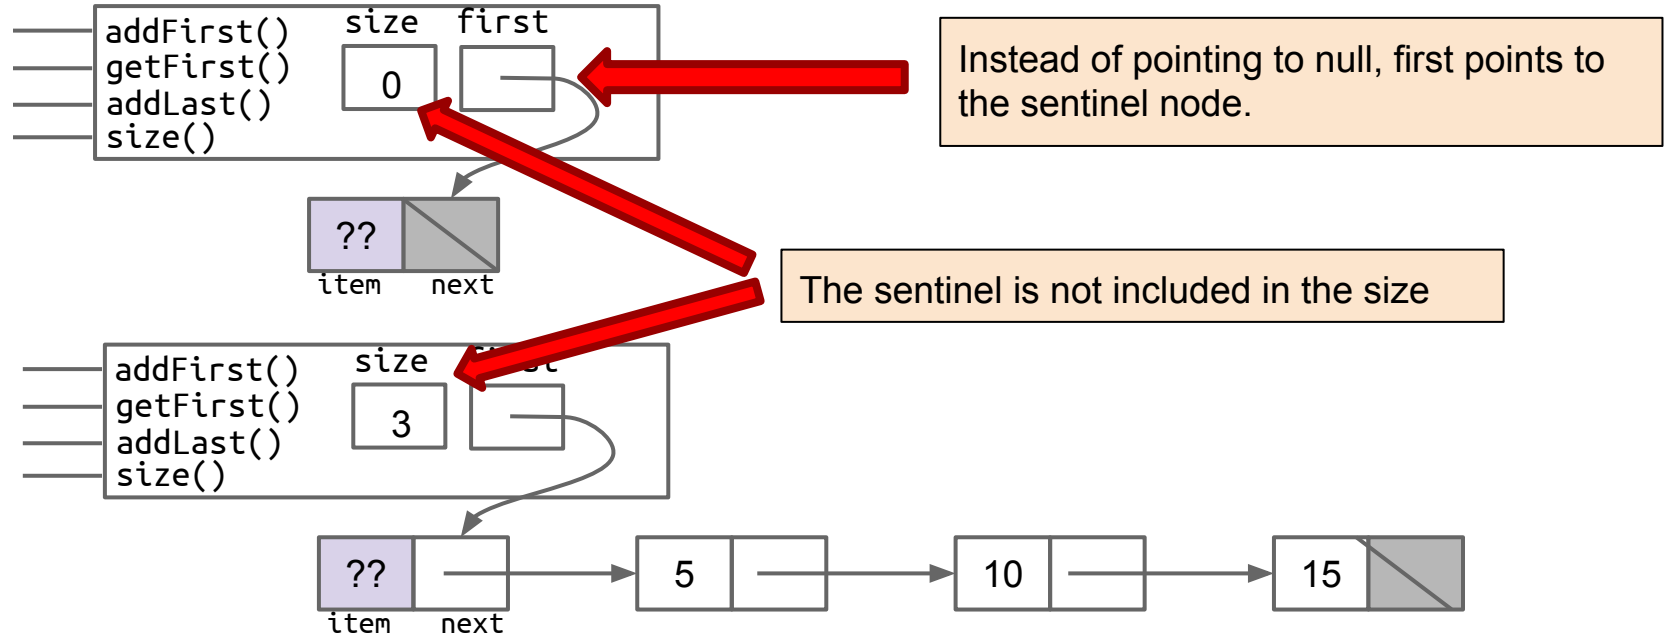 size first
addFirst()
getFirst()
addLast()
size()
0
Instead of pointing to null, first points to
the sentinel node.
??
item next
The sentinel is not included in the size
size
addFirst()
getFirst()
addLast()
size()
3
?? 5 10 15
item next